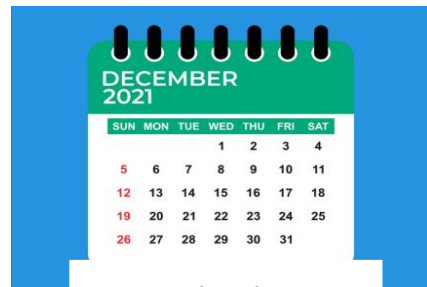 DECEMBER
2021
SUN MON TUE WED THU FRI SAT
1 2 3 4
5 6 7 8 9 10 11
12 13 14 15 16 17 18
19 20 21 22 23 24 25
26 27 28 29 30 31